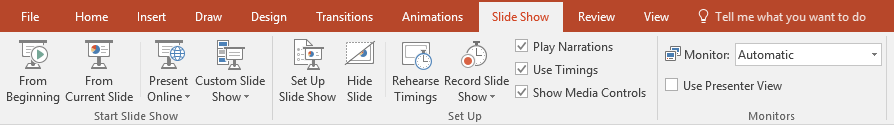 File Home Insert Draw Design Transitions Animations Slide Show Review View Tell me what you want to do
From Beginning
From Current Slide
Present Online
Custom Slide Show
Start Slide Show
Set Up Slide Show
Hide Slide
Rehearse Timings
Record Slide Show
Play Narrations
Use Timings
Show Media Controls
Set Up
Monitor: Automatic
Use Presenter View
Monitors